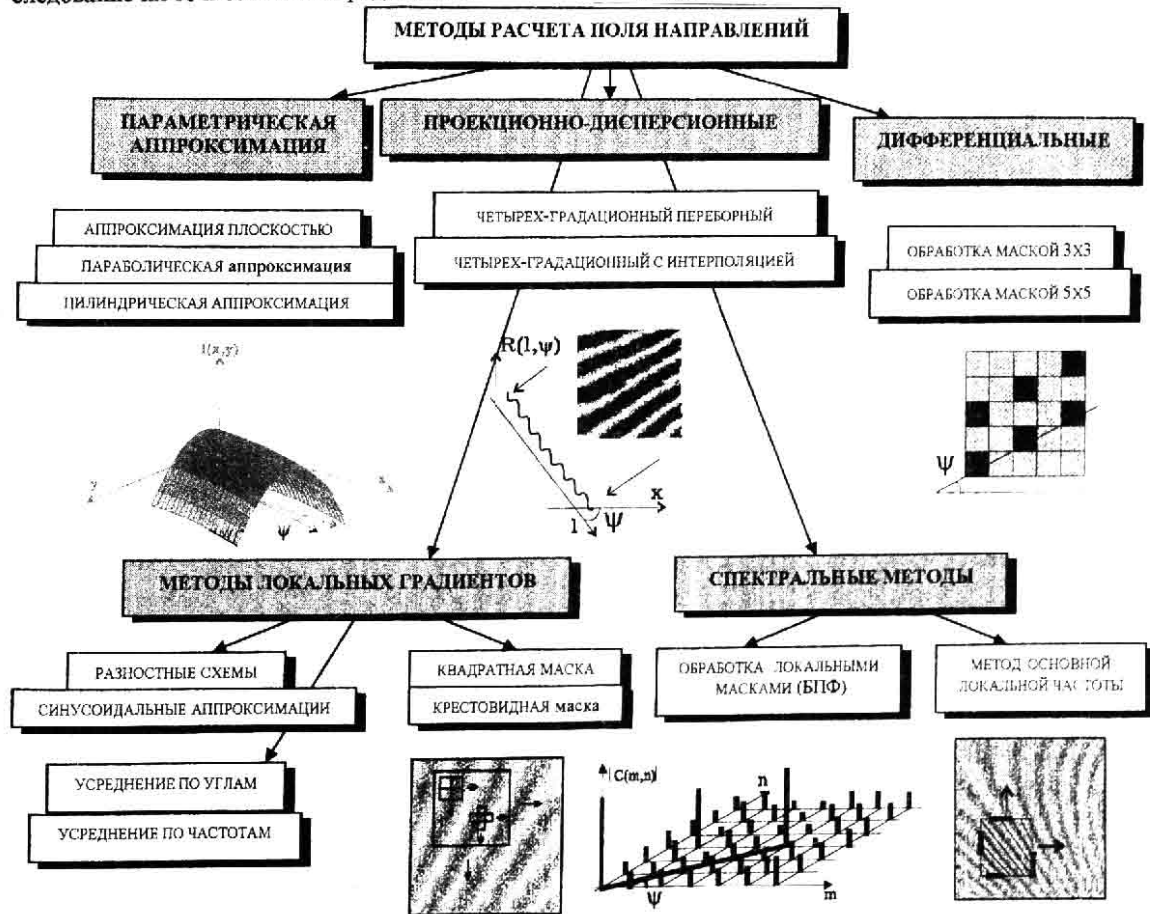 МЕТОДЫ РАСЧЕТА ПОЛЯ НАПРАВЛЕНИЙ
ПАРАМЕТРИЧЕСКАЯ
АППРОКСИМАЦИЯ
ПРОЕКЦИОННО-ДИСПЕРСИОННЫЕ
ДИФФЕРЕНЦИАЛЬНЫЕ
АППРОКСИМАЦИЯ ПЛОСКОСТЬЮ
ПАРАБОЛИЧЕСКАЯ аппроксимация
ЦИЛИНДРИЧЕСКАЯ АППРОКСИМАЦИЯ
ЧЕТЫРЕХ-ГРАДАЦИОННЫЙ ПЕРЕБОРНЫЙ
ЧЕТЫРЕХ-ГРАДАЦИОННЫЙ С ИНТЕРПОЛЯЦИЕЙ
ОБРАБОТКА МАСКОЙ 3X3
ОБРАБОТКА МАСКОЙ 5X5
I(x,y)
y
x
ψ
R(l,ψ)
x
l
ψ
ψ
МЕТОДЫ ЛОКАЛЬНЫХ ГРАДИЕНТОВ
СПЕКТРАЛЬНЫЕ МЕТОДЫ
РАЗНОСТНЫЕ СХЕМЫ
СИНУСОИДАЛЬНЫЕ АППРОКСИМАЦИИ
КВАДРАТНАЯ МАСКА
КРЕСТОВИДНАЯ маска
ОБРАБОТКА ЛОКАЛЬНЫМИ
МАСКАМИ (БПФ)
МЕТОД ОСНОВНОЙ
ЛОКАЛЬНОЙ ЧАСТОТЫ
УСРЕДНЕНИЕ ПО УГЛАМ
УСРЕДНЕНИЕ ПО ЧАСТОТАМ
|C(m,n)|
n
m
ψ